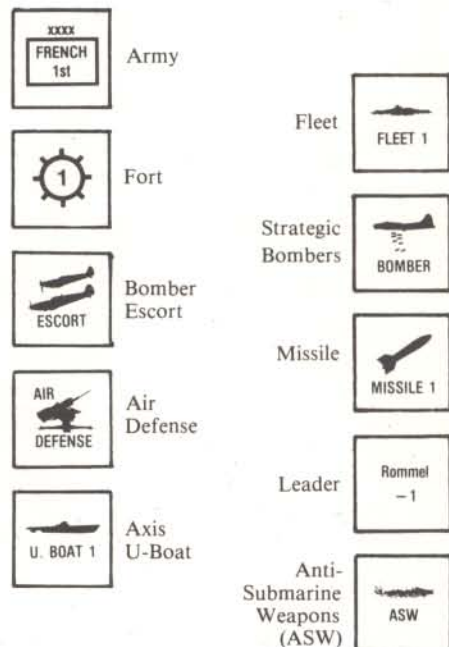 xxxx
FRENCH
1st
Army
1
Fort
ESCORT
Bomber
Escort
AIR
DEFENSE
Air
Defense
U. BOAT 1
Axis
U-Boat
Fleet
FLEET 1
Strategic
Bombers
BOMBER
Missile
MISSILE 1
Leader
Rommel
–1
Anti-
Submarine
Weapons
(ASW)
ASW